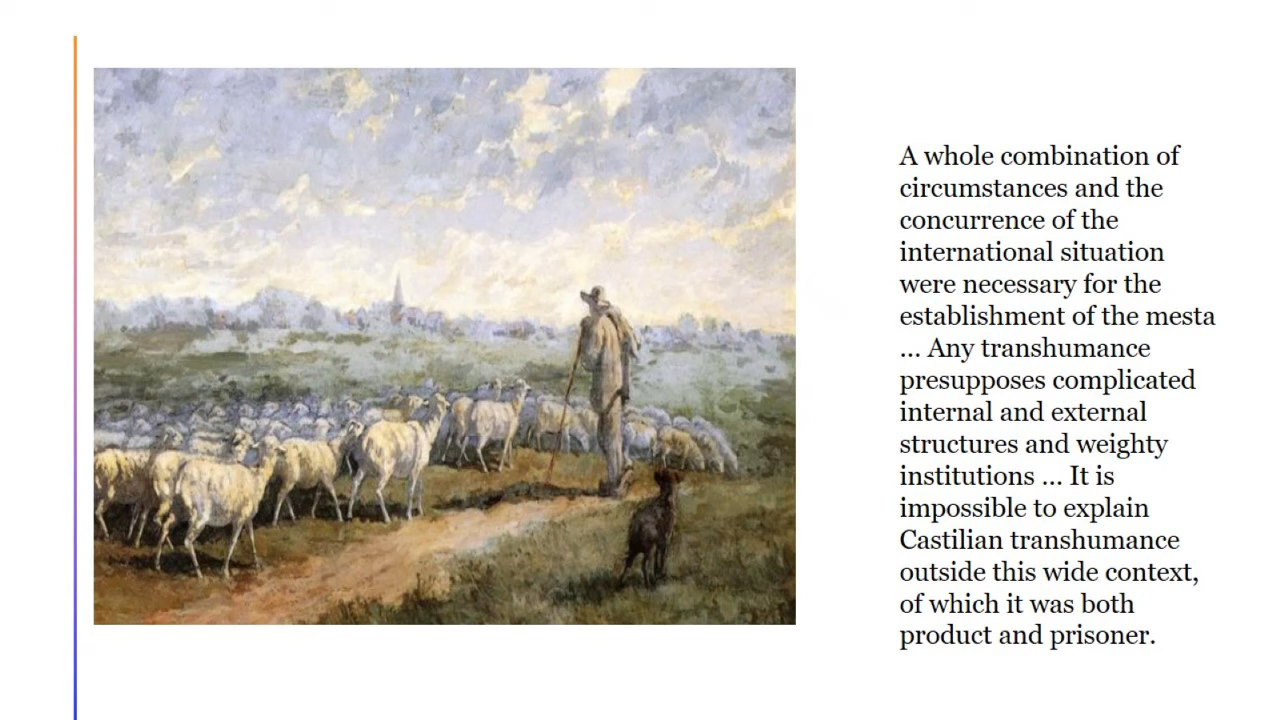 A whole combination of
circumstances and the
concurrence of the
international situation
were necessary for the
establishment of the mesta
... Any transhumance
presupposes complicated
internal and external
structures and weighty
institutions ... It is
impossible to explain
Castilian transhumance
outside this wide context,
of which it was both
product and prisoner.